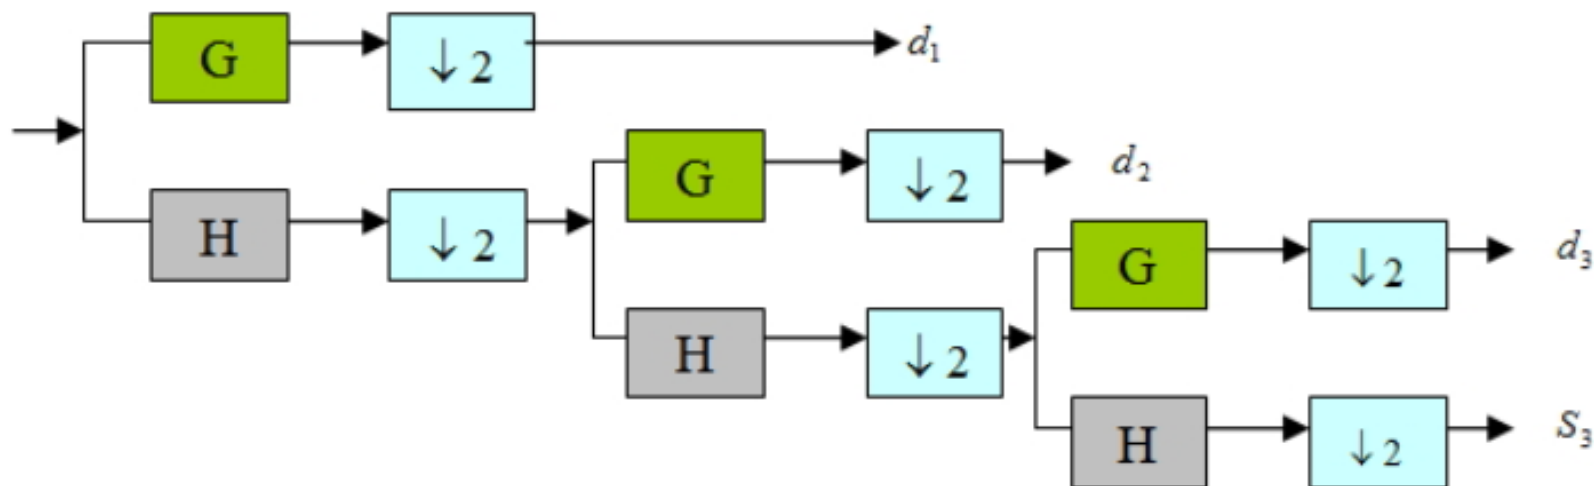 G ↓2 d₁
G ↓2 d₂
H ↓2
G ↓2 d₃
H ↓2
H ↓2 S₃